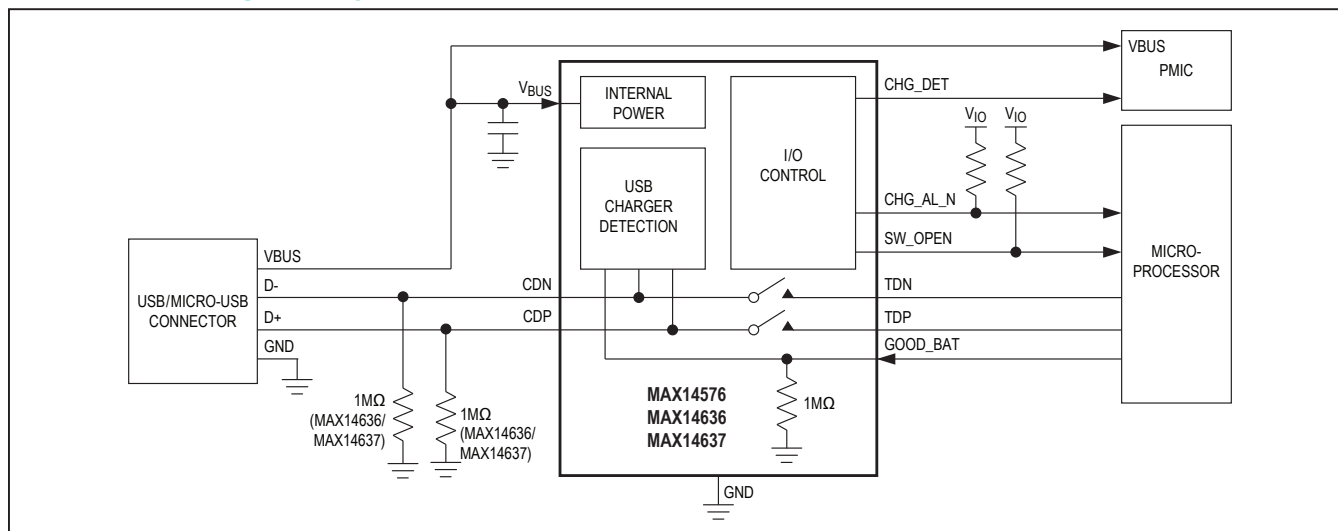 VBUS
PMIC
VBUS
INTERNAL
POWER
CHG_DET
VIO
VIO
I/O
CONTROL
USB
CHARGER
DETECTION
CHG_AL_N
SW_OPEN
MICRO-
PROCESSOR
USB/MICRO-USB
CONNECTOR
VBUS
D-
D+
GND
CDN
CDP
TDN
TDP
GOOD_BAT
1MΩ
(MAX14636/
MAX14637)
1MΩ
(MAX14636/
MAX14637)
MAX14576
MAX14636
MAX14637
1MΩ
GND